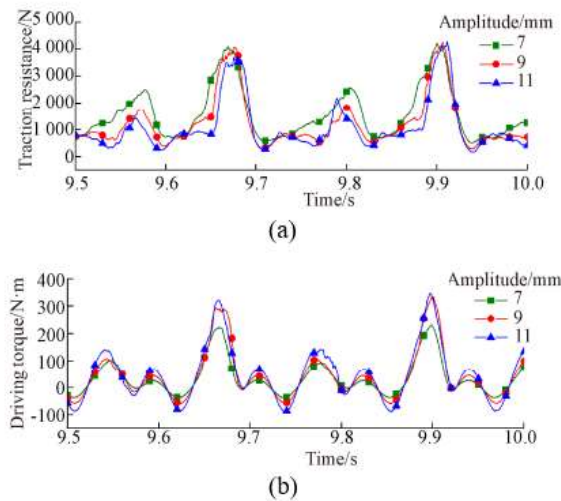 Traction resistance/N
5 000
4 000
3 000
2 000
1 000
0
Amplitude/mm
7
9
11
9.5 9.6 9.7 9.8 9.9 10.0
Time/s
(a)
Driving torque/N·m
400
300
200
100
0
-100
Amplitude/mm
7
9
11
9.5 9.6 9.7 9.8 9.9 10.0
Time/s
(b)